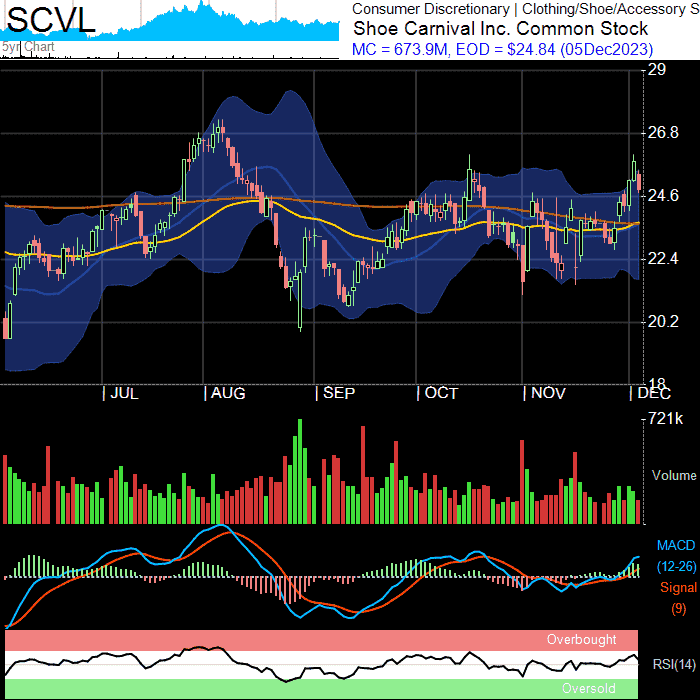 SCVL
5yr Chart
Consumer Discretionary | Clothing/Shoe/Accessory S
Shoe Carnival Inc. Common Stock
MC = 673.9M, EOD = $24.84 (05Dec2023)
29
26.8
24.6
22.4
20.2
18
| JUL | AUG | SEP | OCT | NOV | DEC
721k
Volume
MACD
(12-26)
Signal
(9)
Overbought
RSI(14)
Oversold